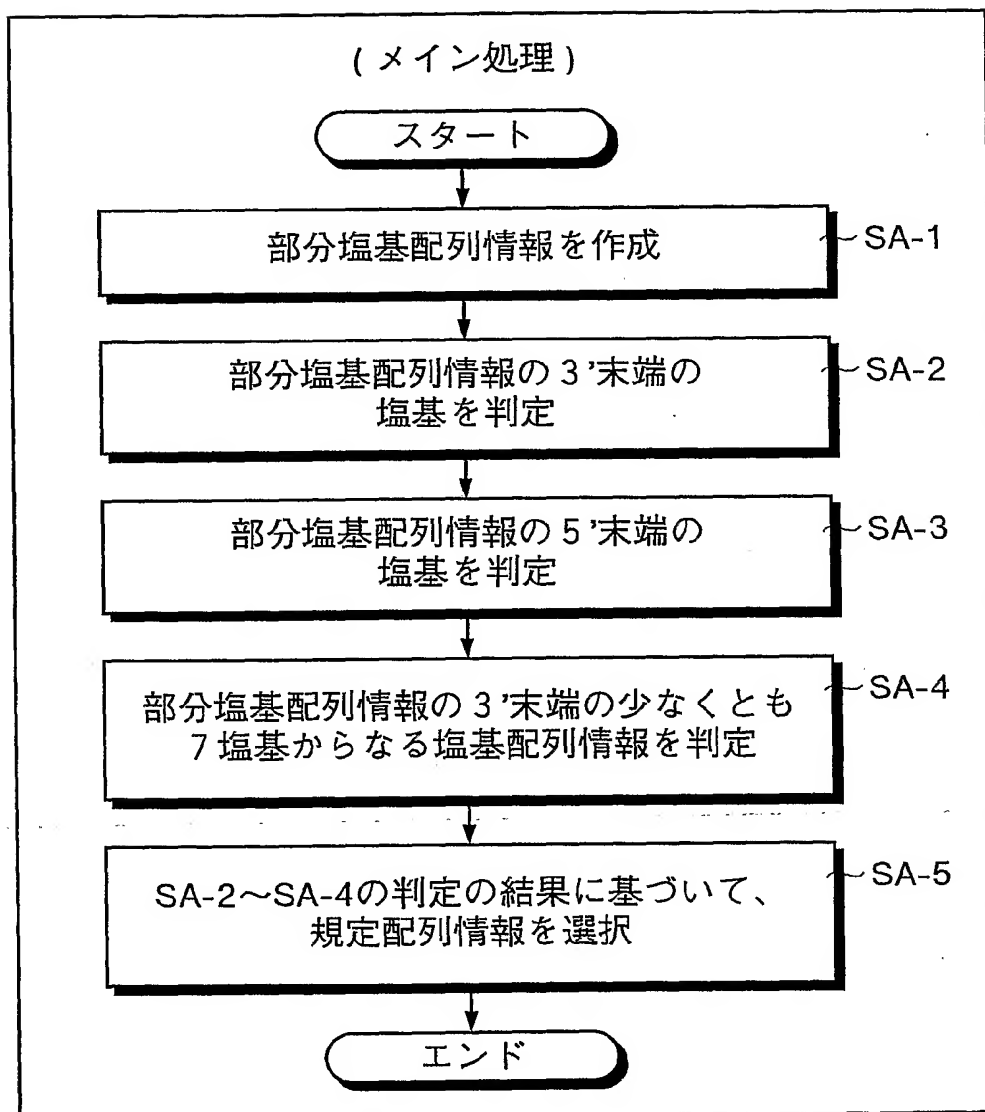 (メイン処理)
スタート
部分塩基配列情報を作成
SA-1
部分塩基配列情報の3'末端の
塩基を判定
SA-2
部分塩基配列情報の5'末端の
塩基を判定
SA-3
部分塩基配列情報の3'末端の少なくとも
7塩基からなる塩基配列情報を判定
SA-4
SA-2～SA-4の判定の結果に基づいて、
規定配列情報を選択
SA-5
エンド